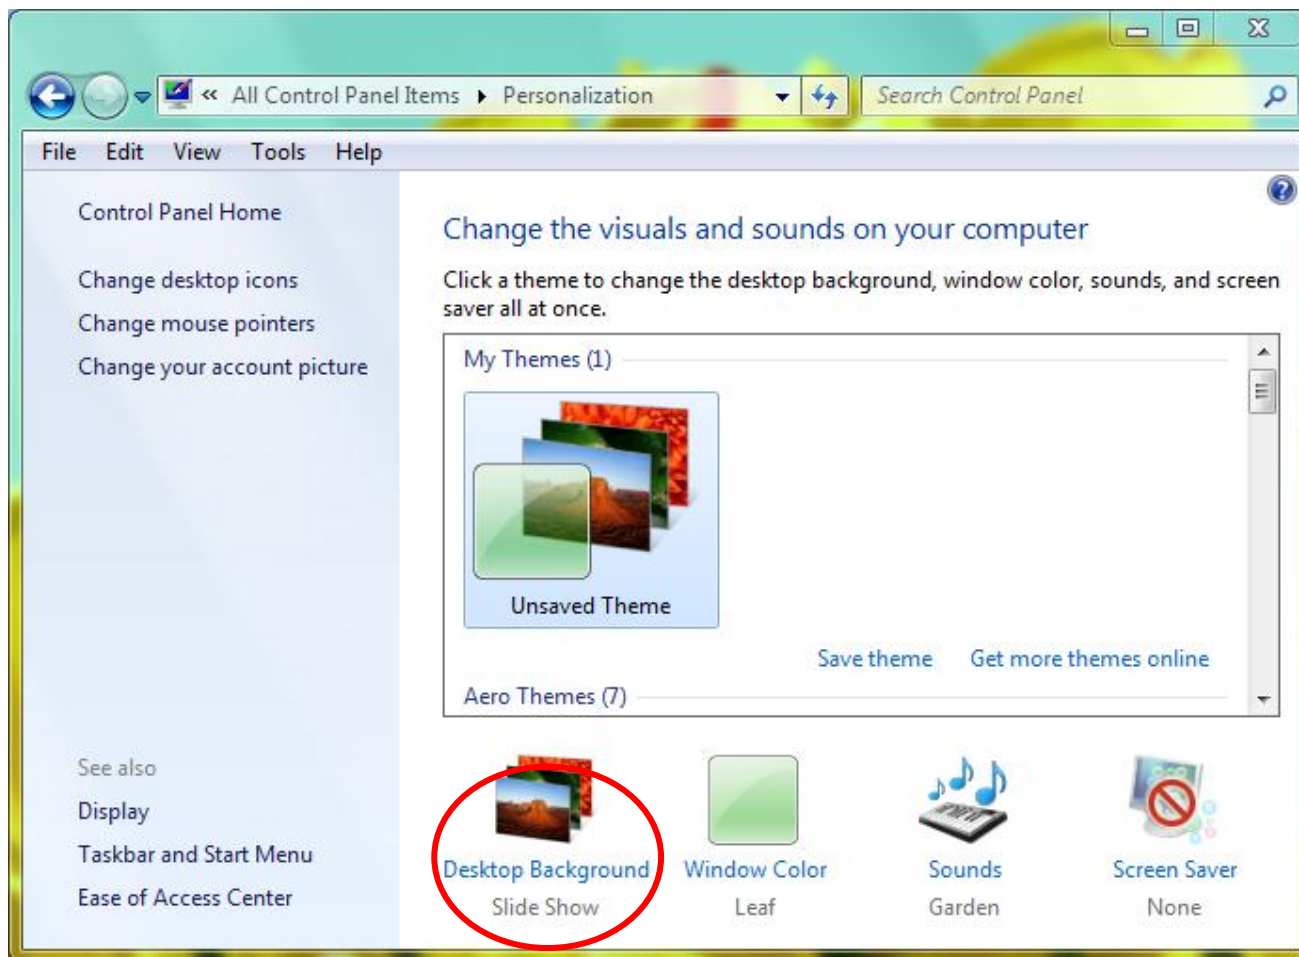 « All Control Panel Items ▸ Personalization
Search Control Panel
File Edit View Tools Help
Control Panel Home
Change desktop icons
Change mouse pointers
Change your account picture
See also
Display
Taskbar and Start Menu
Ease of Access Center
Change the visuals and sounds on your computer
Click a theme to change the desktop background, window color, sounds, and screen
saver all at once.
My Themes (1)
Unsaved Theme
Save theme Get more themes online
Aero Themes (7)
Desktop Background Window Color Sounds Screen Saver
Slide Show Leaf Garden None